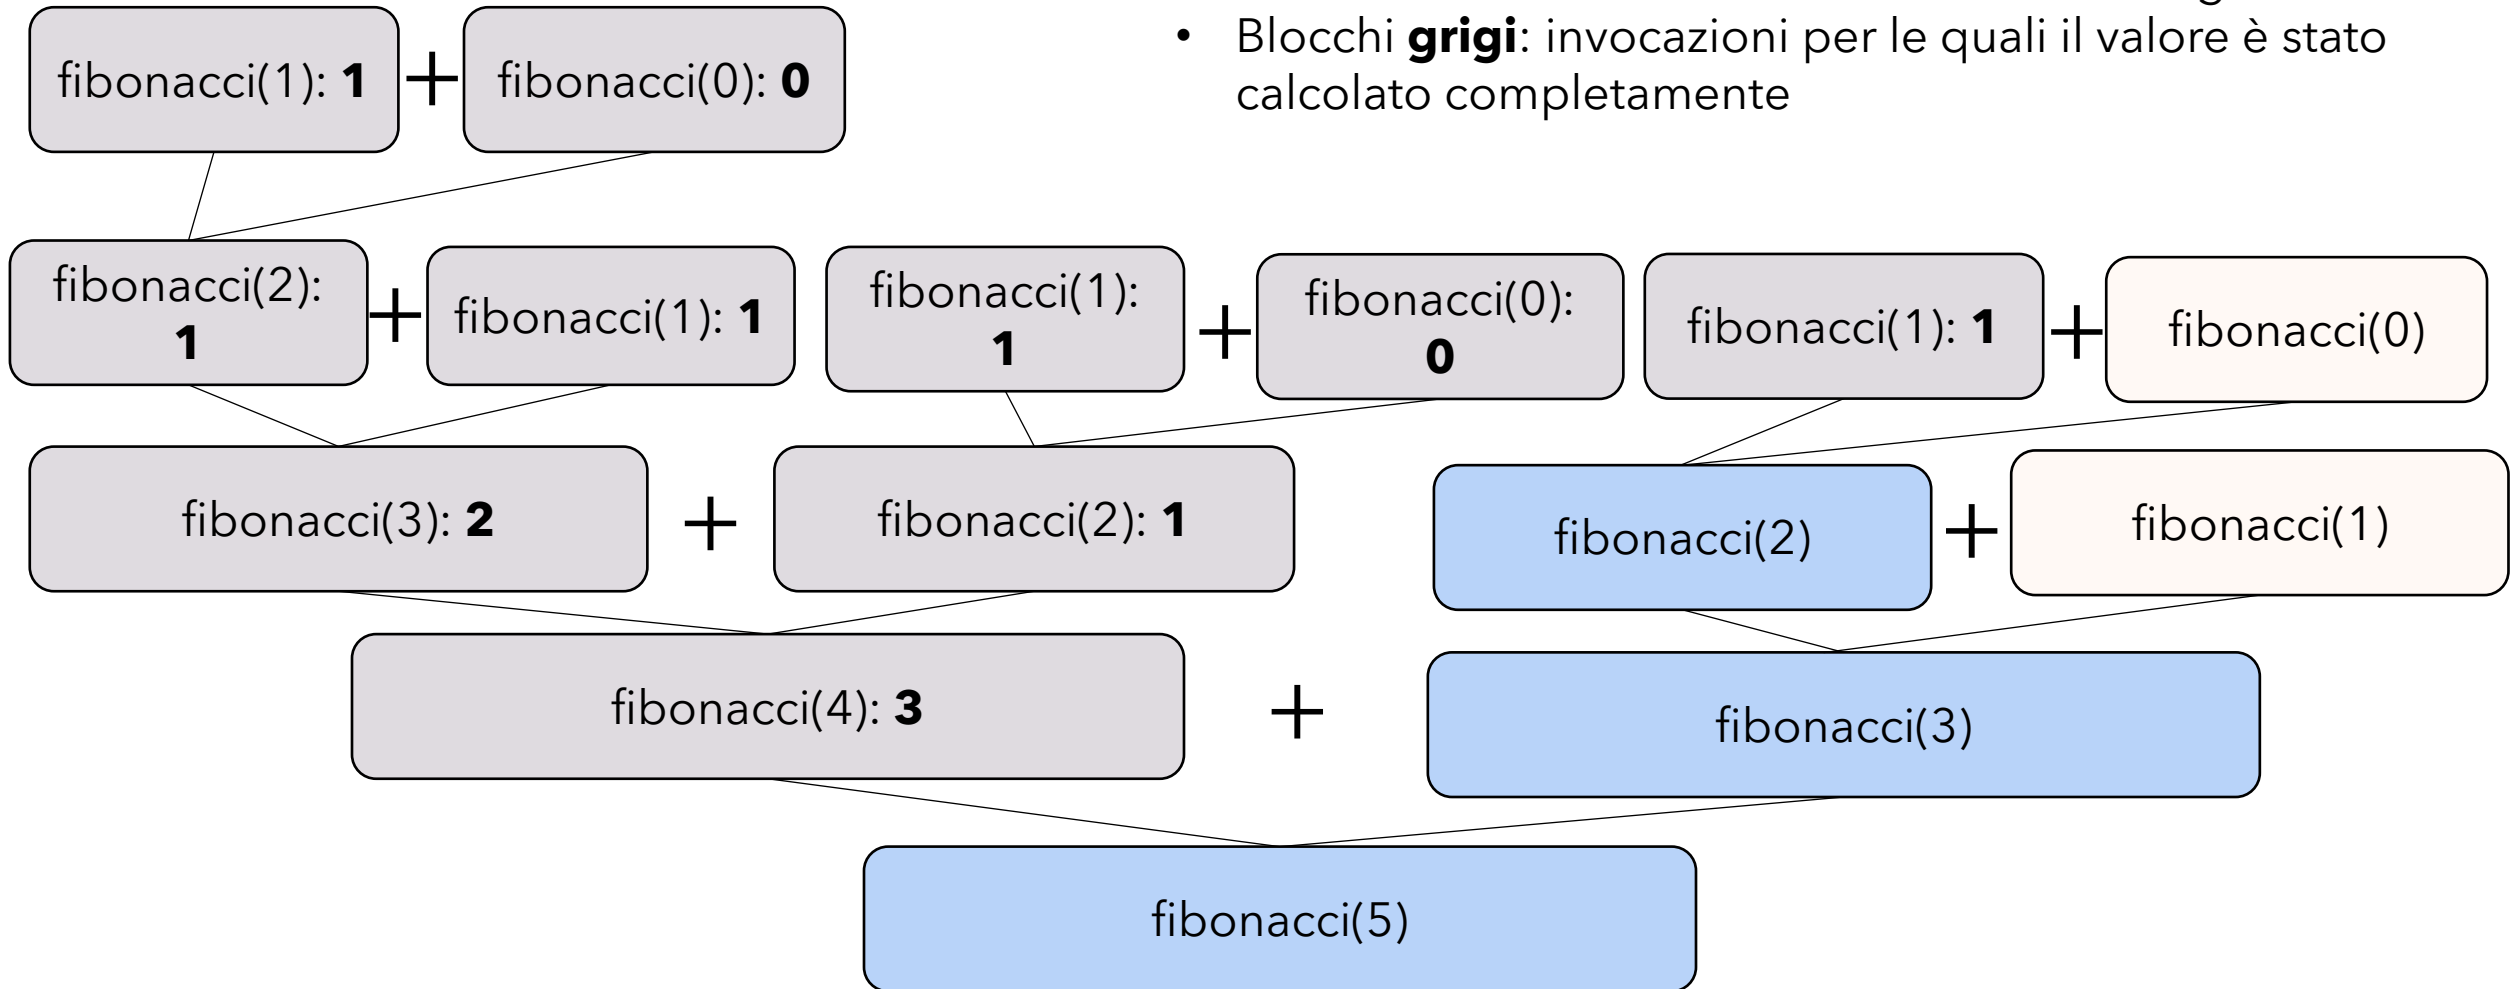 • Blocchi grigi: invocazioni per le quali il valore è stato
calcolato completamente
fibonacci(1): 1 + fibonacci(0): 0
fibonacci(2):
1
+
fibonacci(1): 1
fibonacci(1):
1
+
fibonacci(0):
0
fibonacci(1): 1 + fibonacci(0)
fibonacci(3): 2 + fibonacci(2): 1
fibonacci(2) + fibonacci(1)
fibonacci(4): 3 + fibonacci(3)
fibonacci(5)